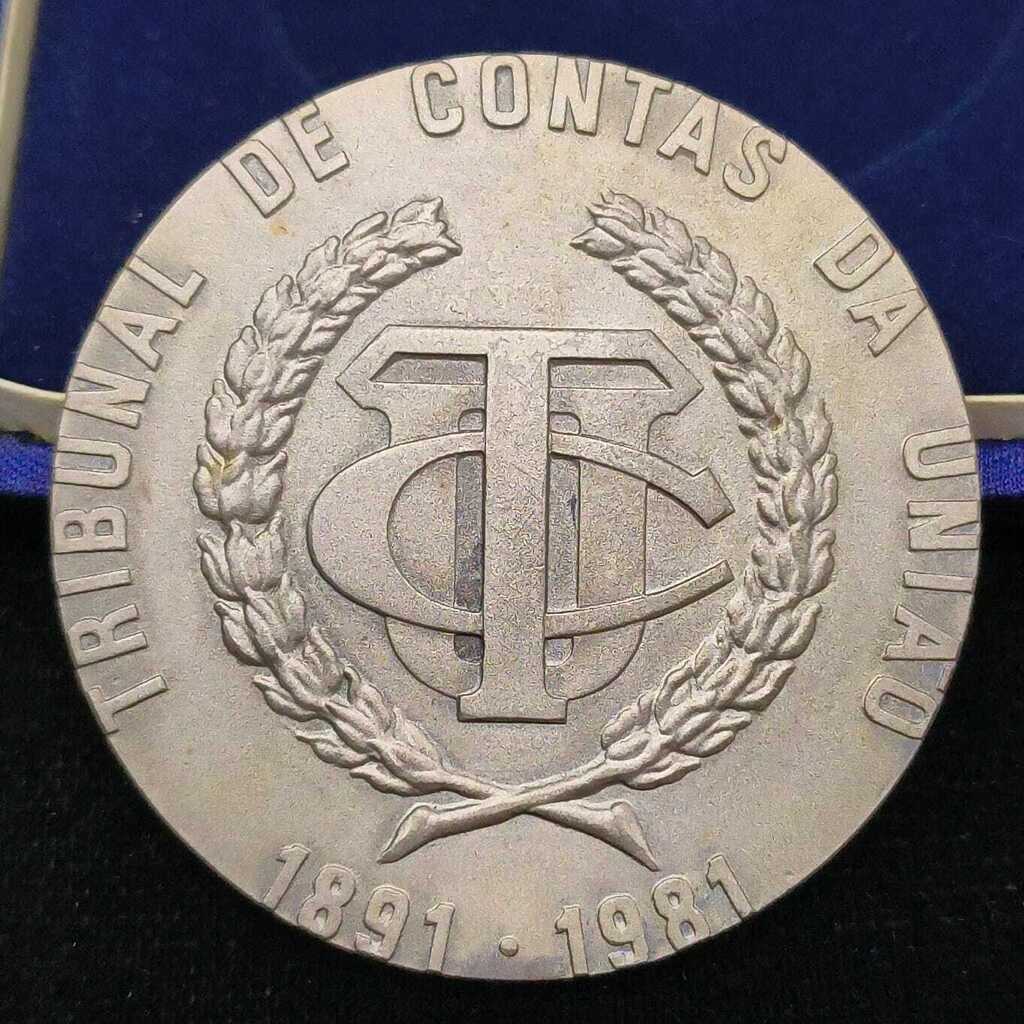 TRIBUNAL DE CONTAS DA UNIÃO
TCU
1891 · 1981